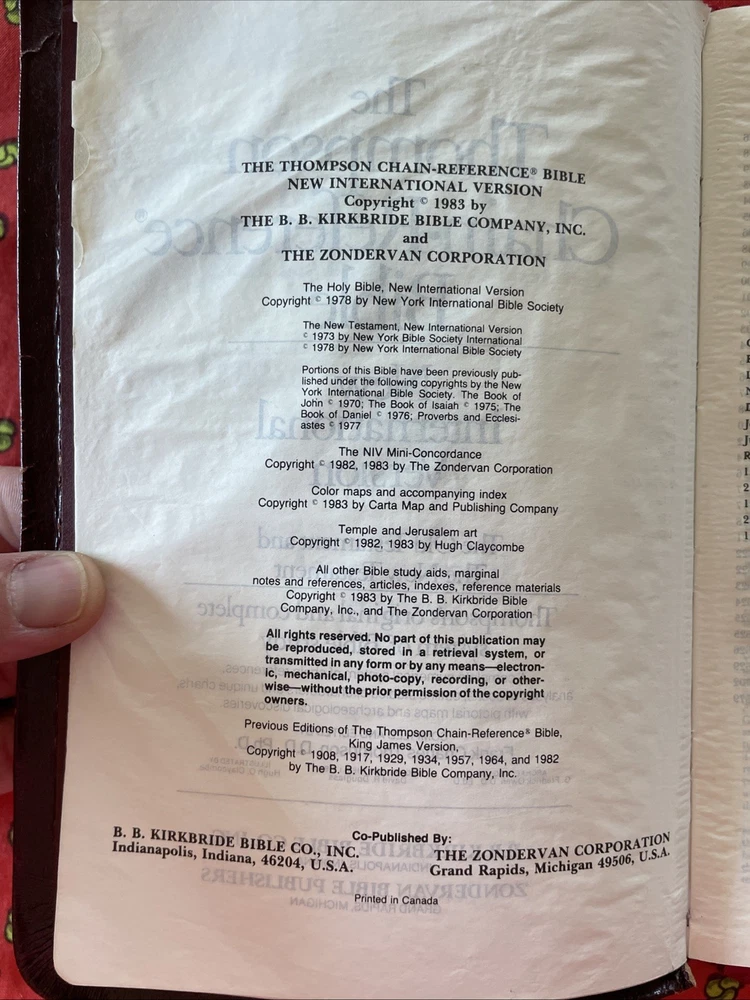 THE THOMPSON CHAIN-REFERENCE® BIBLE
NEW INTERNATIONAL VERSION
Copyright © 1983 by
THE B. B. KIRKBRIDE BIBLE COMPANY, INC.
and
THE ZONDERVAN CORPORATION
The Holy Bible, New International Version
Copyright © 1978 by New York International Bible Society
The New Testament, New International Version
© 1973 by New York Bible Society International
© 1978 by New York International Bible Society
Portions of this Bible have been previously pub-
lished under the following copyrights by the New
York International Bible Society. The Book of
John © 1970; The Book of Isaiah © 1975; The
Book of Daniel © 1976; Proverbs and Ecclesi-
astes © 1977
The NIV Mini-Concordance
Copyright © 1982, 1983 by The Zondervan Corporation
Color maps and accompanying index
Copyright © 1983 by Carta Map and Publishing Company
Temple and Jerusalem art
Copyright © 1982, 1983 by Hugh Claycombe
All other Bible study aids, marginal
notes and references, articles, indexes, reference materials
Copyright © 1983 by The B. B. Kirkbride Bible
Company, Inc., and The Zondervan Corporation
All rights reserved. No part of this publication may
be reproduced, stored in a retrieval system, or
transmitted in any form or by any means—electron-
ic, mechanical, photo-copy, recording, or other-
wise—without the prior permission of the copyright
owners.
Previous Editions of The Thompson Chain-Reference® Bible,
King James Version,
Copyright © 1908, 1917, 1929, 1934, 1957, 1964, and 1982
by The B. B. Kirkbride Bible Company, Inc.
Co-Published By:
B. B. KIRKBRIDE BIBLE CO., INC.
Indianapolis, Indiana, 46204, U.S.A.
THE ZONDERVAN CORPORATION
Grand Rapids, Michigan 49506, U.S.A.
Printed in Canada